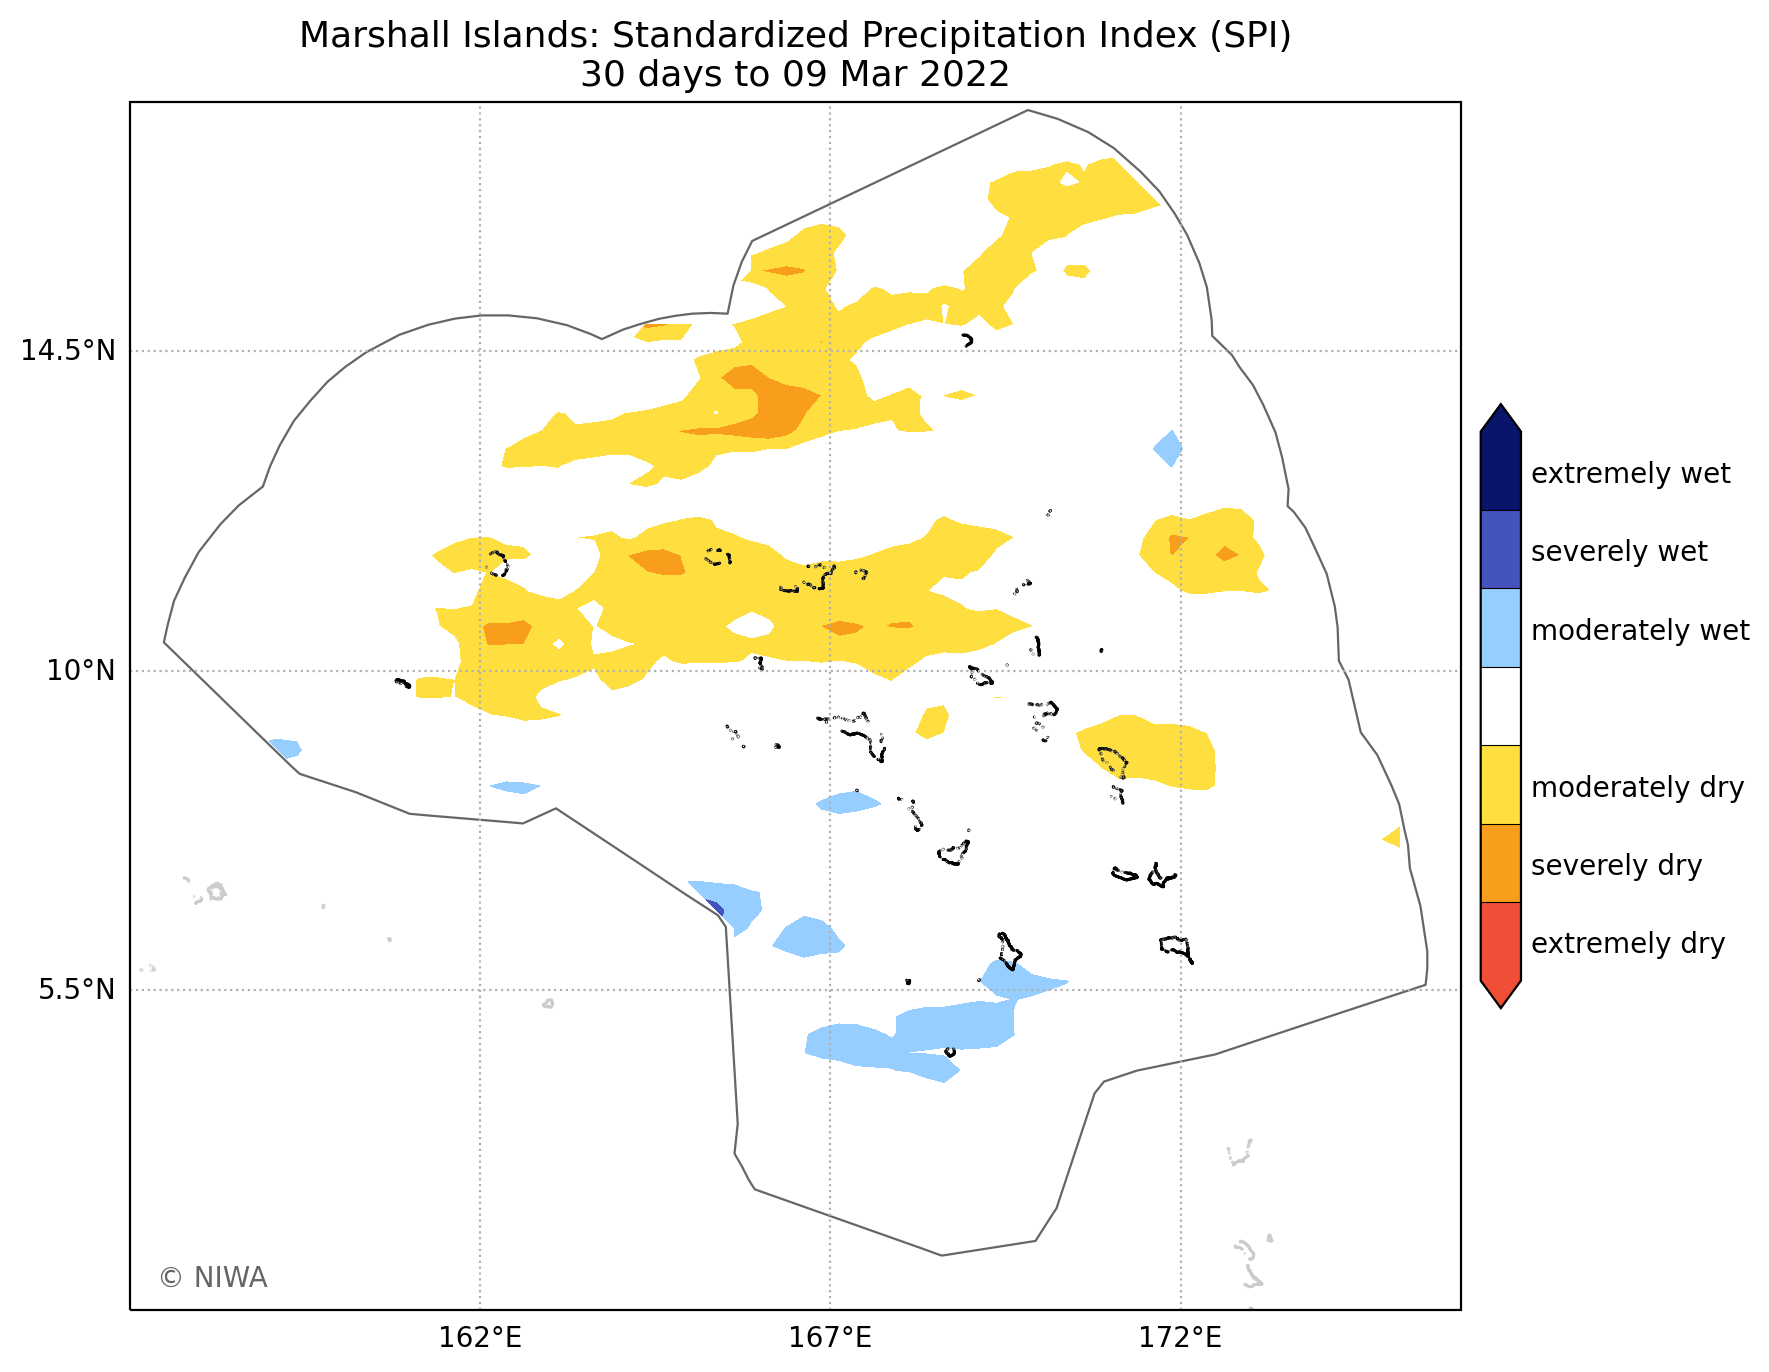 Marshall Islands: Standardized Precipitation Index (SPI)
30 days to 09 Mar 2022
14.5°N
10°N
5.5°N
162°E
167°E
172°E
extremely wet
severely wet
moderately wet
moderately dry
severely dry
extremely dry
© NIWA